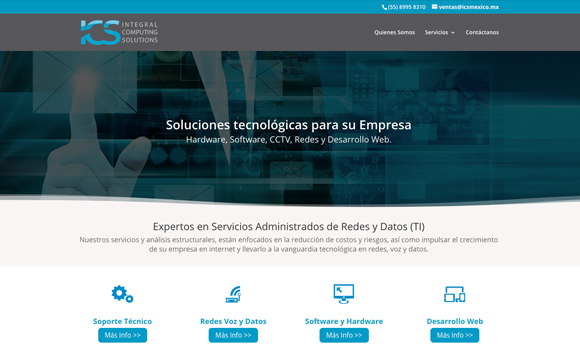 (55) 8995 8310 ventas@icsmexico.mx
ICS INTEGRAL
COMPUTING
SOLUTIONS
Quienes Somos Servicios Contáctanos
Soluciones tecnológicas para su Empresa
Hardware, Software, CCTV, Redes y Desarrollo Web.
Expertos en Servicios Administrados de Redes y Datos (TI)
Nuestros servicios y análisis estructurales, están enfocados en la reducción de costos y riesgos, así como impulsar el crecimiento
de su empresa en internet y llevarlo a la vanguardia tecnológica en redes, voz y datos.
Soporte Técnico Redes Voz y Datos Software y Hardware Desarrollo Web
Más Info >> Más Info >> Más Info >> Más Info >>